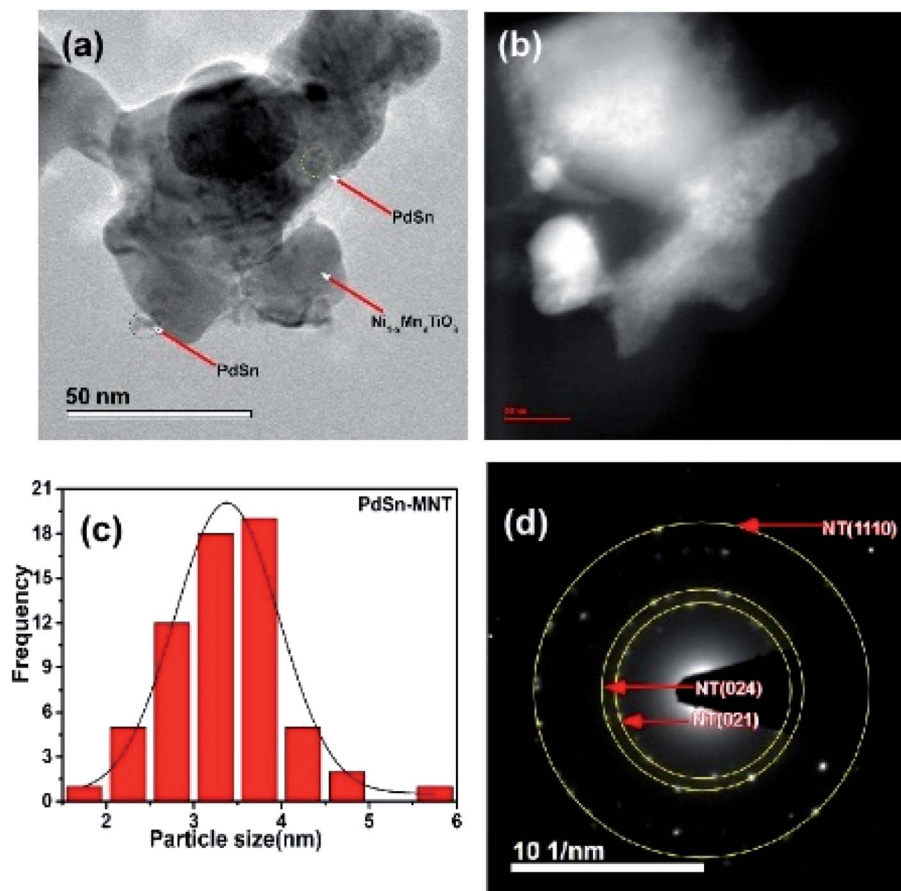 (a)
PdSn
Ni₁₋ₓMnₓTiO₃
PdSn
50 nm
(b)
(c)
PdSn-MNT
Frequency
21
18
15
12
9
6
3
0
2 3 4 5 6
Particle size(nm)
(d)
NT(1110)
NT(024)
NT(021)
10 1/nm